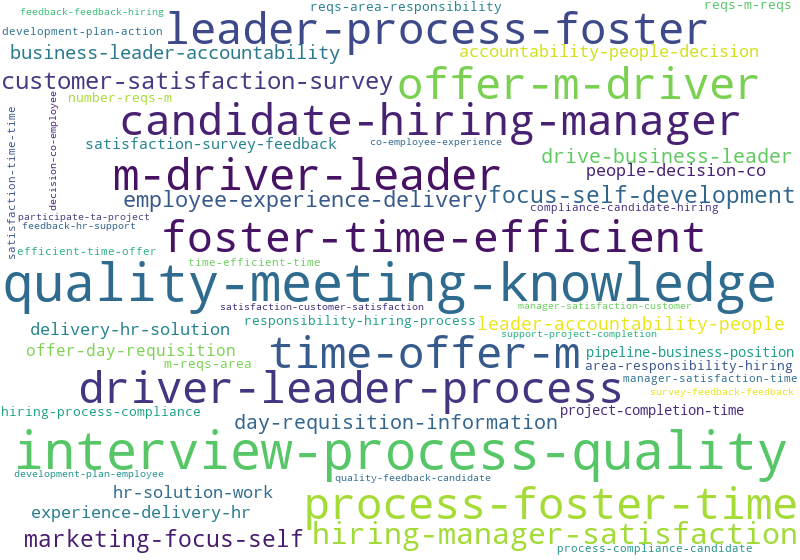 feedback-feedback-hiring
reqs-area-responsibility
reqs-m-reqs
development-plan-action
leader-process-foster
business-leader-accountability
accountability-people-decision
customer-satisfaction-survey
offer-m-driver
number-reqs-m
candidate-hiring-manager
decision-co-employee
satisfaction-time-time
satisfaction-survey-feedback
co-employee-experience
drive-business-leader
m-driver-leader
people-decision-co
employee-experience-delivery
focus-self-development
compliance-candidate-hiring
participate-ta-project
feedback-hr-support
foster-time-efficient
efficient-time-offer
time-efficient-time
quality-meeting-knowledge
satisfaction-customer-satisfaction
manager-satisfaction-customer
delivery-hr-solution
responsibility-hiring-process
leader-accountability-people
support-project-completion
offer-day-requisition
time-offer-m
pipeline-business-position
m-reqs-area
area-responsibility-hiring
driver-leader-process
manager-satisfaction-time
survey-feedback-feedback
hiring-process-compliance
day-requisition-information
project-completion-time
interview-process-quality
development-plan-employee
quality-feedback-candidate
hr-solution-work
process-foster-time
experience-delivery-hr
marketing-focus-self
hiring-manager-satisfaction
process-compliance-candidate